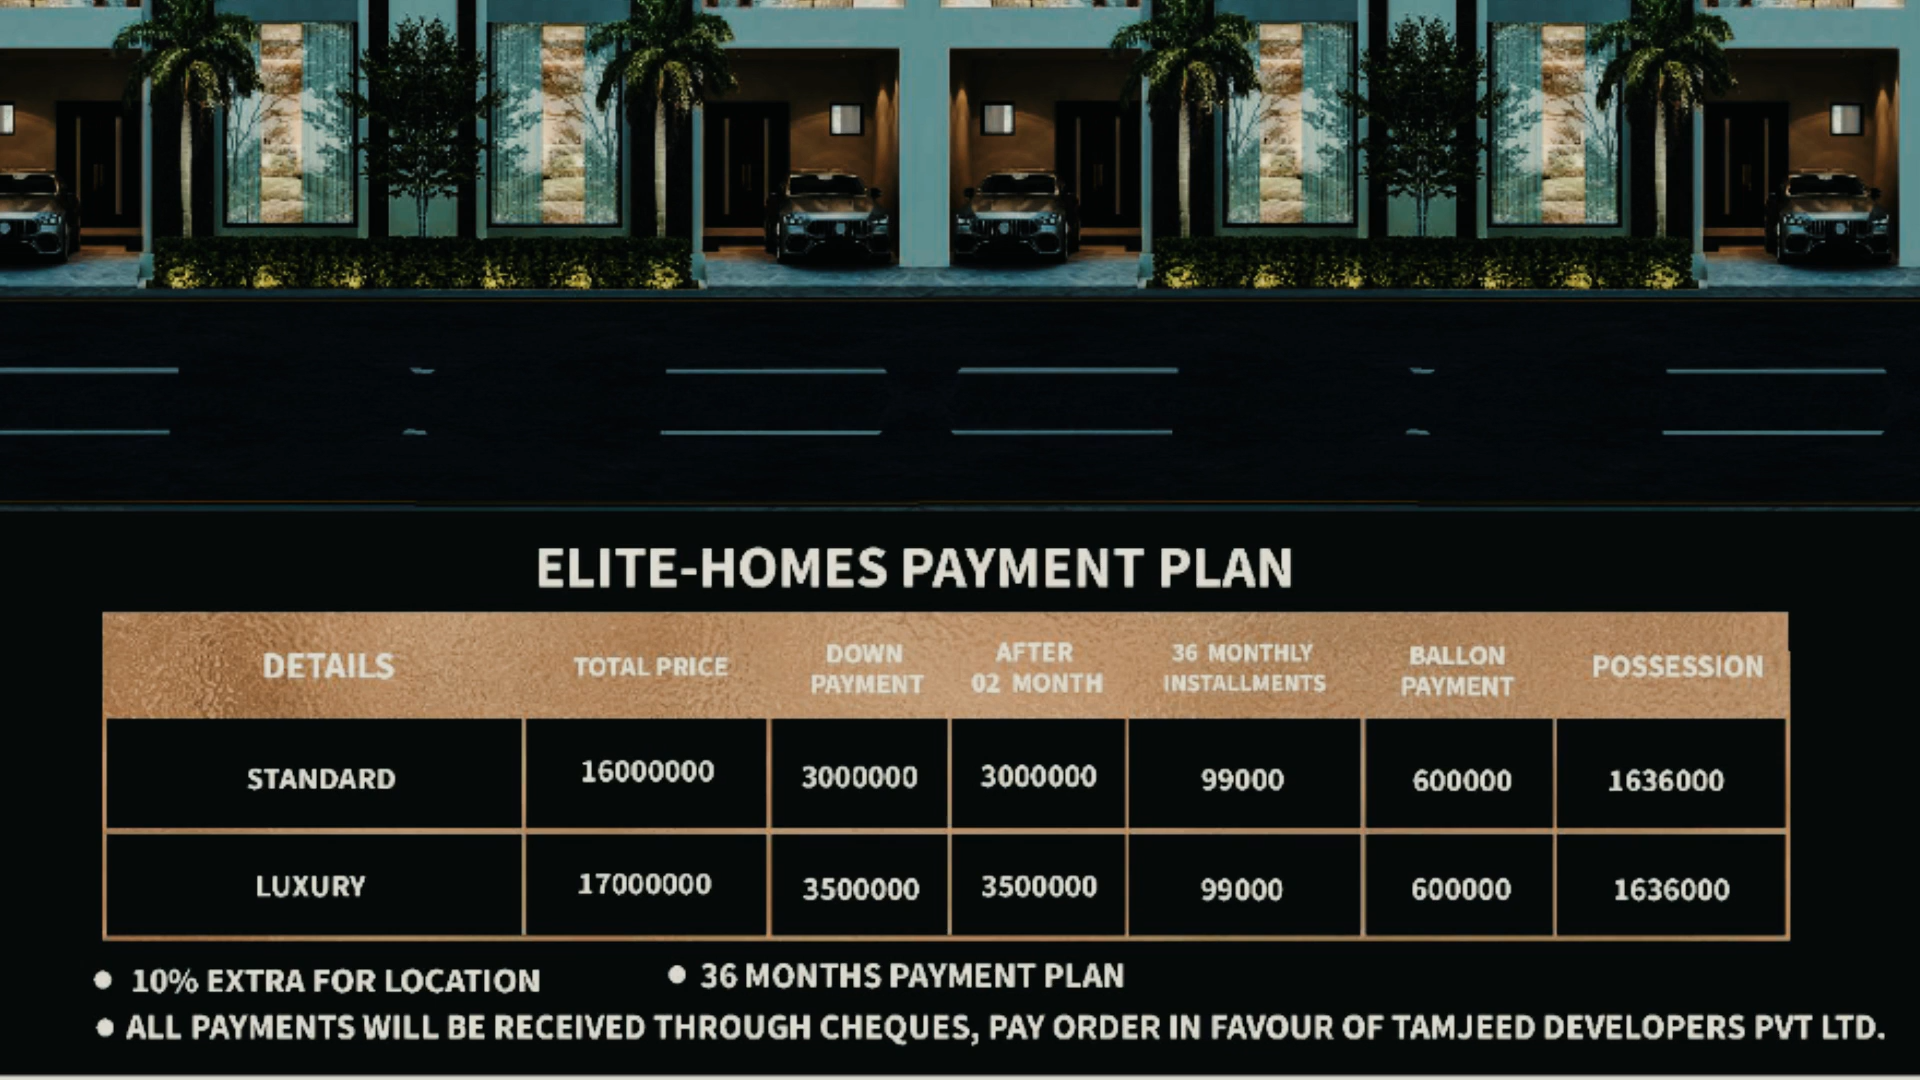 ELITE-HOMES PAYMENT PLAN
DETAILS TOTAL PRICE DOWN PAYMENT AFTER 02 MONTH 36 MONTHLY INSTALLMENTS BALLON PAYMENT POSSESSION
STANDARD 16000000 3000000 3000000 99000 600000 1636000
LUXURY 17000000 3500000 3500000 99000 600000 1636000
• 10% EXTRA FOR LOCATION • 36 MONTHS PAYMENT PLAN
• ALL PAYMENTS WILL BE RECEIVED THROUGH CHEQUES, PAY ORDER IN FAVOUR OF TAMJEED DEVELOPERS PVT LTD.